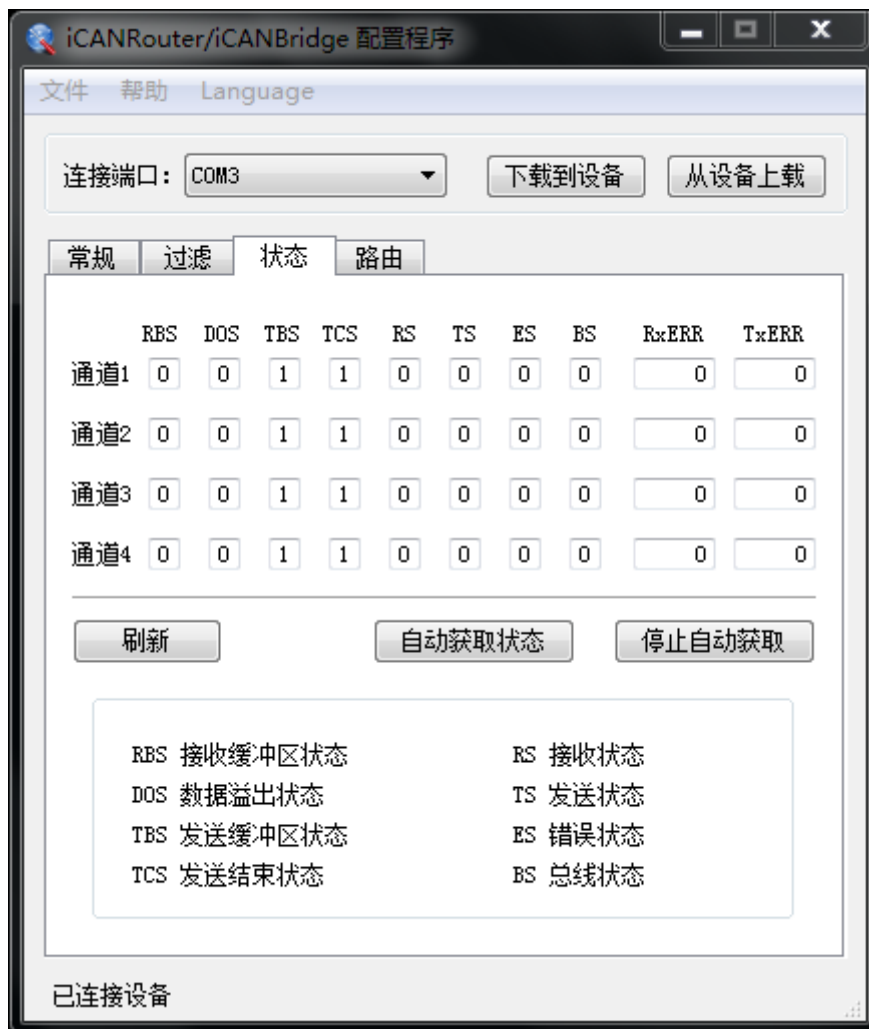 iCANRouter/iCANBridge 配置程序
文件 帮助 Language
连接端口: COM3 下载到设备 从设备上载
常规 过滤 状态 路由
RBS DOS TBS TCS RS TS ES BS RxERR TxERR
通道1 0 0 1 1 0 0 0 0 0 0
通道2 0 0 1 1 0 0 0 0 0 0
通道3 0 0 1 1 0 0 0 0 0 0
通道4 0 0 1 1 0 0 0 0 0 0
刷新 自动获取状态 停止自动获取
RBS 接收缓冲区状态 RS 接收状态
DOS 数据溢出状态 TS 发送状态
TBS 发送缓冲区状态 ES 错误状态
TCS 发送结束状态 BS 总线状态
已连接设备